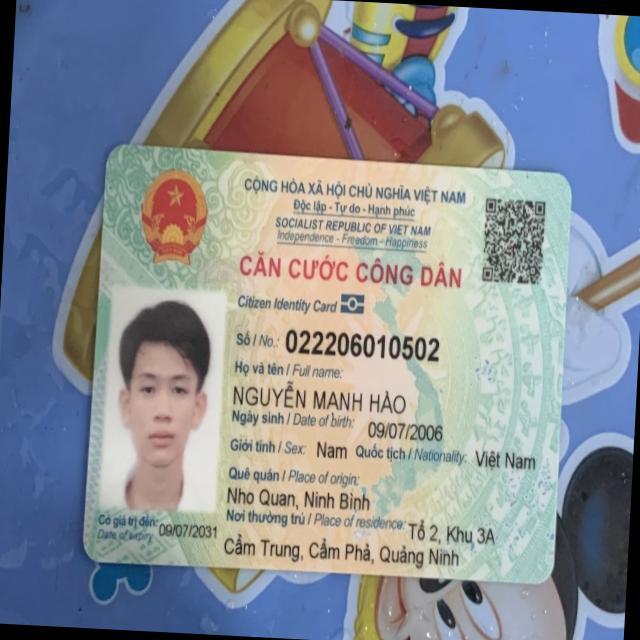 CỘNG HÒA XÃ HỘI CHỦ NGHĨA VIỆT NAM
Độc lập - Tự do - Hạnh phúc
SOCIALIST REPUBLIC OF VIET NAM
Independence - Freedom - Happiness
CĂN CƯỚC CÔNG DÂN
Citizen Identity Card
Số / No.: 022206010502
Họ và tên / Full name:
NGUYỄN MẠNH HÀO
Ngày sinh / Date of birth: 09/07/2006
Giới tính / Sex: Nam Quốc tịch / Nationality: Việt Nam
Quê quán / Place of origin:
Nho Quan, Ninh Bình
Nơi thường trú / Place of residence: Tổ 2, Khu 3A
Cẩm Trung, Cẩm Phả, Quảng Ninh
Có giá trị đến: 09/07/2031
Date of expiry